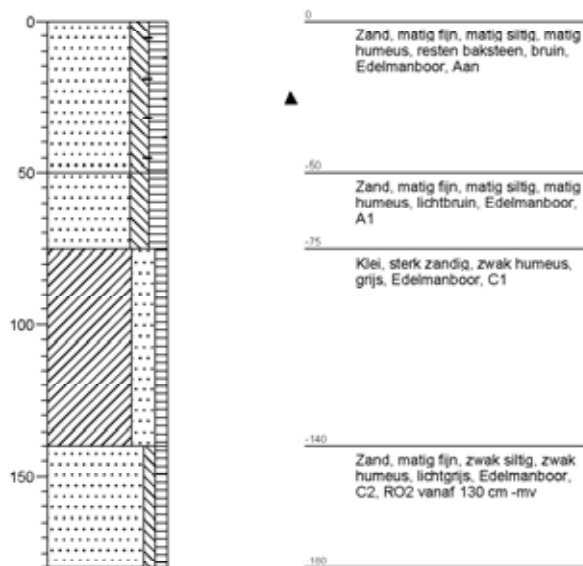 0
0
Zand, matig fijn, matig siltig, matig
humeus, resten baksteen, bruin,
Edelmanboor, Aan
50
-50
Zand, matig fijn, matig siltig, matig
humeus, lichtbruin, Edelmanboor,
A1
-75
Klei, sterk zandig, zwak humeus,
grijs, Edelmanboor, C1
100
-140
Zand, matig fijn, zwak siltig, zwak
humeus, lichtgrijs, Edelmanboor,
C2, RO2 vanaf 130 cm -mv
150
-180